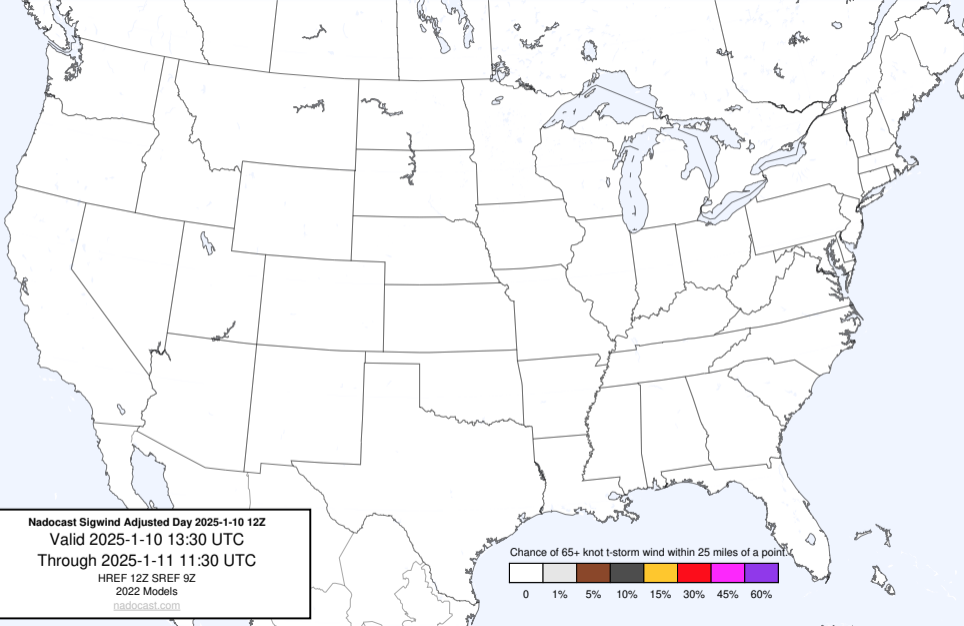 Nadocast Sigwind Adjusted Day 2025-1-10 12Z
Valid 2025-1-10 13:30 UTC
Through 2025-1-11 11:30 UTC
HREF 12Z SREF 9Z
2022 Models
nadocast.com
Chance of 65+ knot t-storm wind within 25 miles of a point.
0 1% 5% 10% 15% 30% 45% 60%